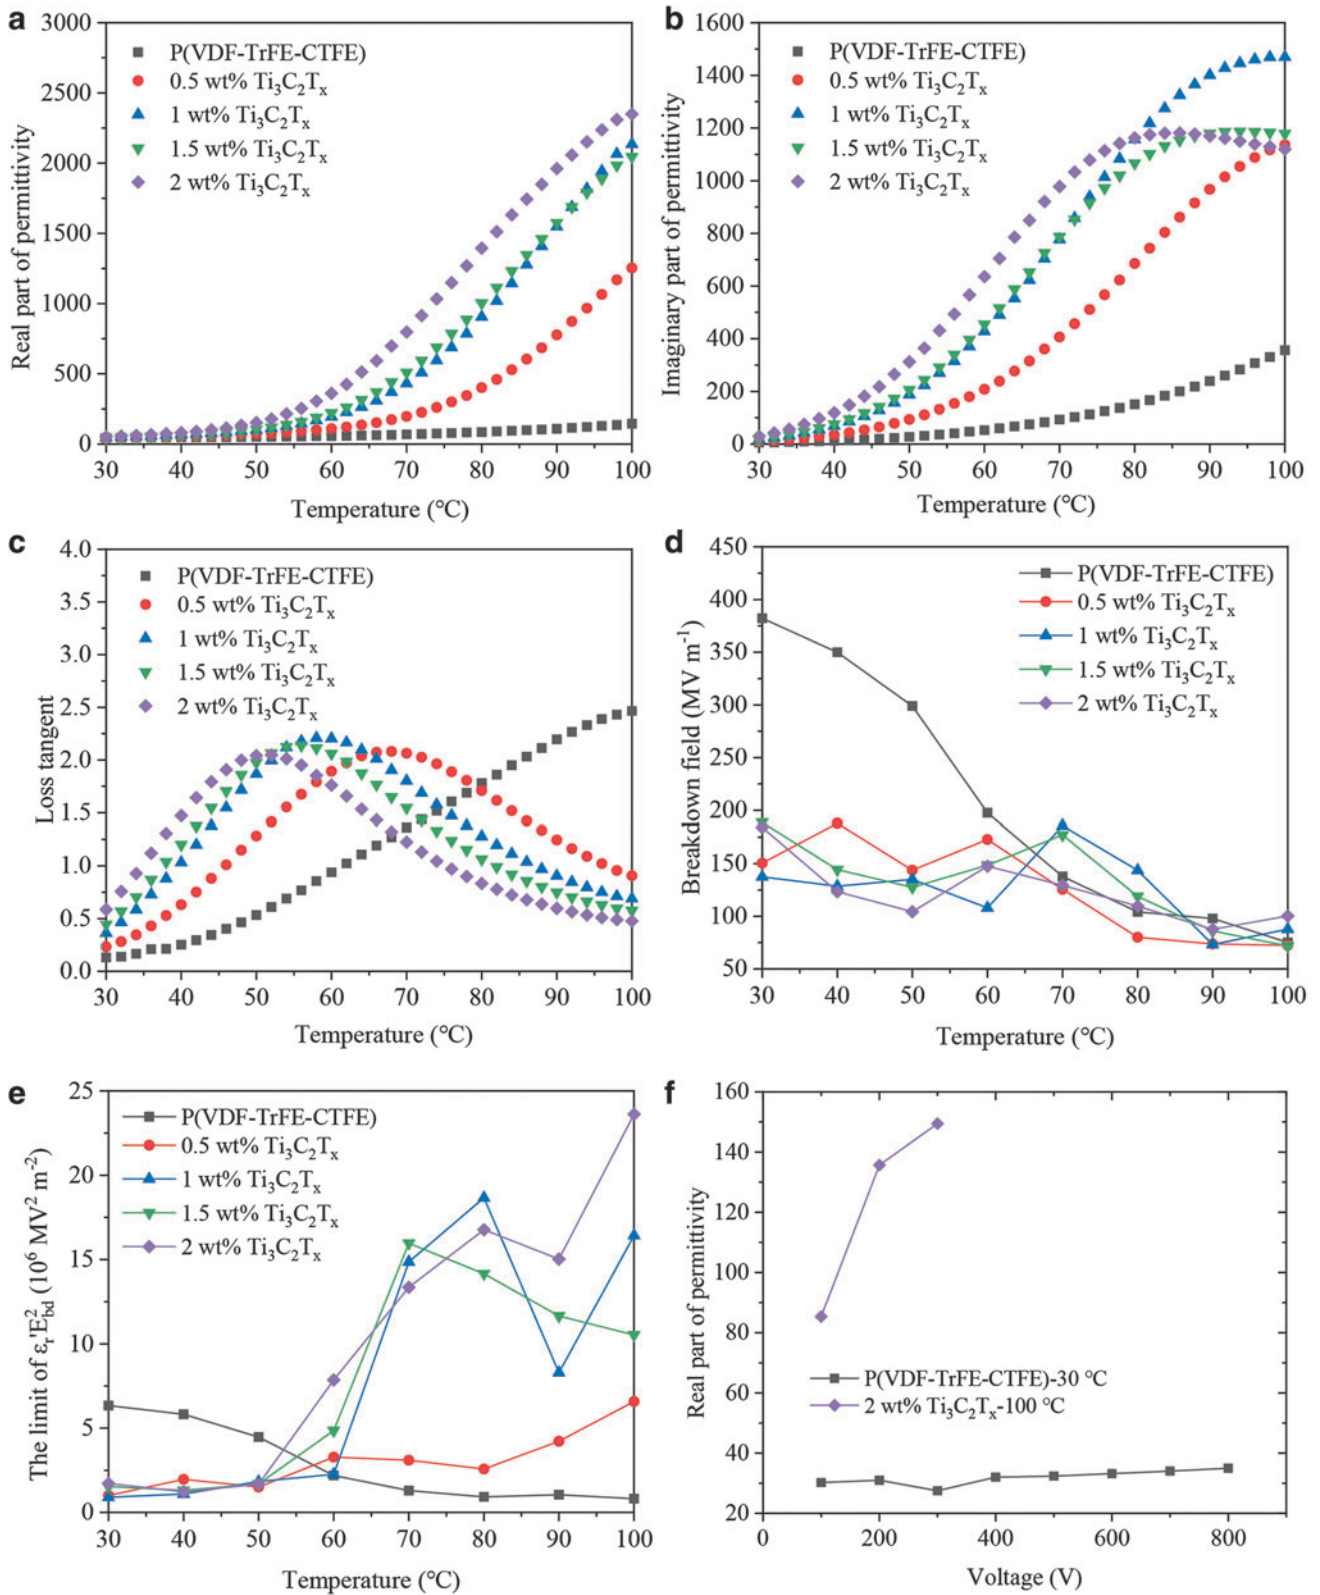 a
3000
2500
2000
1500
1000
500
0
30 40 50 60 70 80 90 100
Real part of permittivity
Temperature (°C)
P(VDF-TrFE-CTFE)
0.5 wt% Ti₃C₂Tₓ
1 wt% Ti₃C₂Tₓ
1.5 wt% Ti₃C₂Tₓ
2 wt% Ti₃C₂Tₓ
b
1600
1400
1200
1000
800
600
400
200
0
30 40 50 60 70 80 90 100
Imaginary part of permittivity
Temperature (°C)
P(VDF-TrFE-CTFE)
0.5 wt% Ti₃C₂Tₓ
1 wt% Ti₃C₂Tₓ
1.5 wt% Ti₃C₂Tₓ
2 wt% Ti₃C₂Tₓ
c
4.0
3.5
3.0
2.5
2.0
1.5
1.0
0.5
0.0
30 40 50 60 70 80 90 100
Loss tangent
Temperature (°C)
P(VDF-TrFE-CTFE)
0.5 wt% Ti₃C₂Tₓ
1 wt% Ti₃C₂Tₓ
1.5 wt% Ti₃C₂Tₓ
2 wt% Ti₃C₂Tₓ
d
450
400
350
300
250
200
150
100
50
30 40 50 60 70 80 90 100
Breakdown field (MV m⁻¹)
Temperature (°C)
P(VDF-TrFE-CTFE)
0.5 wt% Ti₃C₂Tₓ
1 wt% Ti₃C₂Tₓ
1.5 wt% Ti₃C₂Tₓ
2 wt% Ti₃C₂Tₓ
e
25
20
15
10
5
0
30 40 50 60 70 80 90 100
The limit of εᵣ'E²bd (10⁶ MV² m⁻²)
Temperature (°C)
P(VDF-TrFE-CTFE)
0.5 wt% Ti₃C₂Tₓ
1 wt% Ti₃C₂Tₓ
1.5 wt% Ti₃C₂Tₓ
2 wt% Ti₃C₂Tₓ
f
160
140
120
100
80
60
40
20
0 200 400 600 800
Real part of permittivity
Voltage (V)
P(VDF-TrFE-CTFE)-30 °C
2 wt% Ti₃C₂Tₓ-100 °C